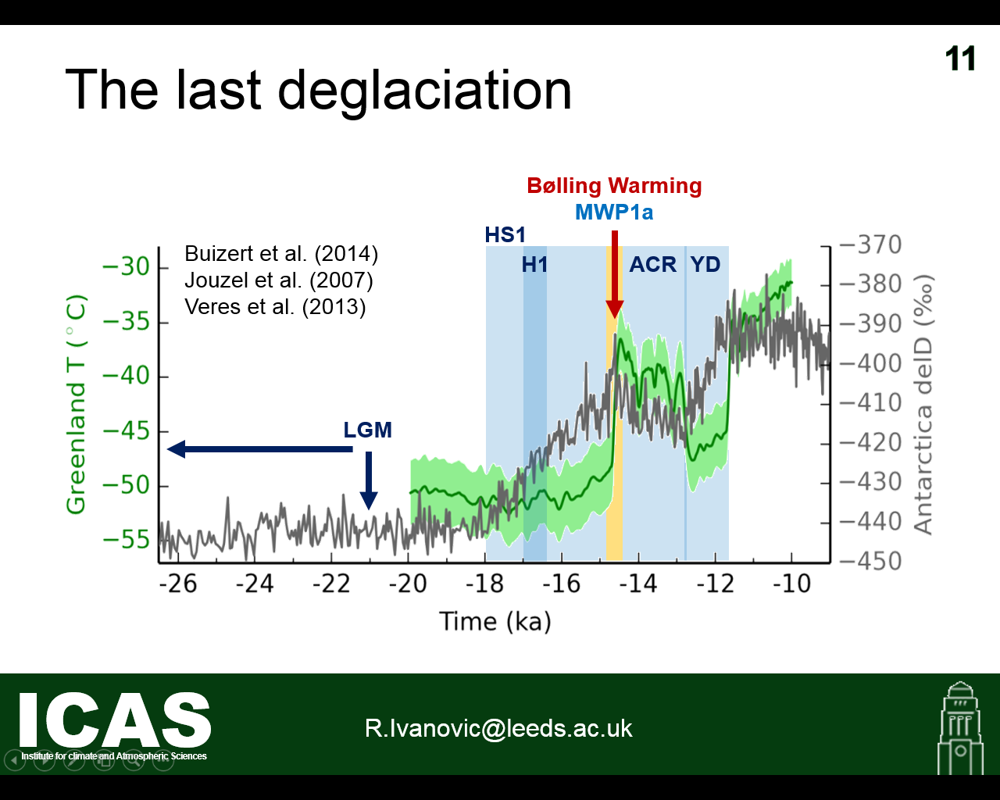 11
The last deglaciation
Bølling Warming
MWP1a
HS1
H1
ACR
YD
Buizert et al. (2014)
Jouzel et al. (2007)
Veres et al. (2013)
LGM
Greenland T (°C)
−30
−35
−40
−45
−50
−55
−370
−380
−390
−400
−410
−420
−430
−440
−450
Antarctica delD (‰)
-26 -24 -22 -20 -18 -16 -14 -12 -10
Time (ka)
ICAS
Institute for climate and Atmospheric Sciences
R.Ivanovic@leeds.ac.uk